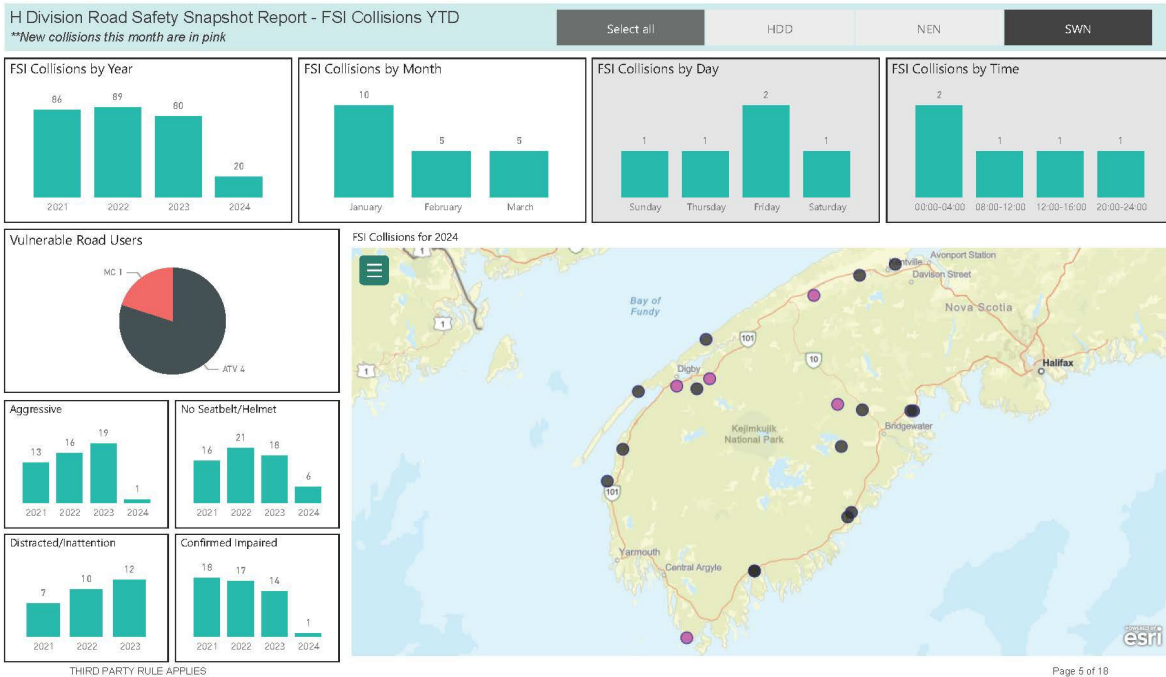 H Division Road Safety Snapshot Report - FSI Collisions YTD
**New collisions this month are in pink
Select all
HDD
NEN
SWN
FSI Collisions by Year
86
89
80
20
2021
2022
2023
2024
FSI Collisions by Month
10
5
5
January
February
March
FSI Collisions by Day
1
1
2
1
Sunday
Thursday
Friday
Saturday
FSI Collisions by Time
2
1
1
1
00:00-04:00
08:00-12:00
12:00-16:00
20:00-24:00
Vulnerable Road Users
MC 1
ATV 4
Aggressive
13
16
19
1
2021
2022
2023
2024
No Seatbelt/Helmet
16
21
18
6
2021
2022
2023
2024
Distracted/Inattention
7
10
12
2021
2022
2023
Confirmed Impaired
18
17
14
1
2021
2022
2023
2024
FSI Collisions for 2024
1
1
1
Bay of
Fundy
Avonport Station
Davison Street
Nova Scotia
101
10
Halifax
Digby
Kejimkujik
National Park
Bridgewater
101
Yarmouth
Central Argyle
POWERED BY
esri
THIRD PARTY RULE APPLIES
Page 5 of 18